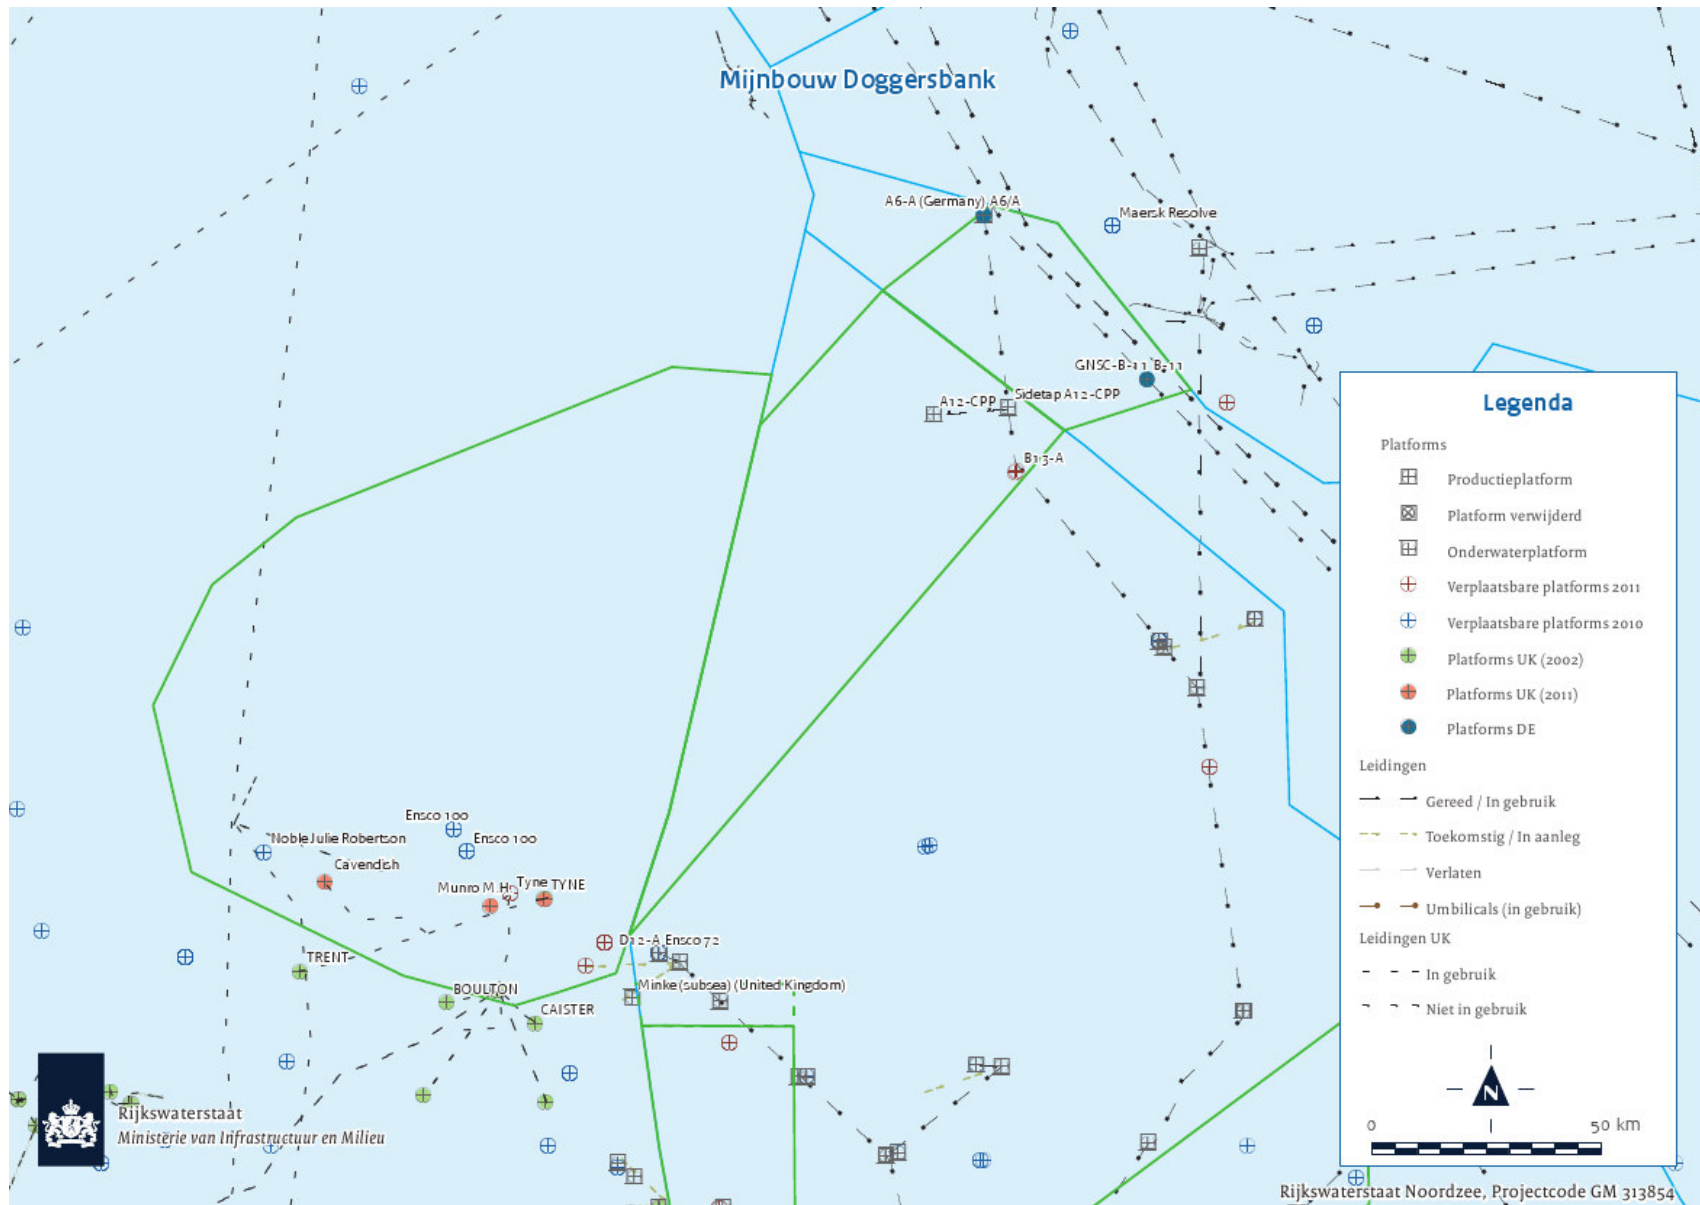 Mijnbouw Doggersbank
A6-A (Germany) A6/A
Maersk Resolve
GNSC-B-11 B-11
Sidetap A12-CPP
A12-CPP
B13-A
Legenda
Platforms
Productieplatform
Platform verwijderd
Onderwaterplatform
Verplaatsbare platforms 2011
Verplaatsbare platforms 2010
Platforms UK (2002)
Platforms UK (2011)
Platforms DE
Leidingen
Gereed / In gebruik
Toekomstig / In aanleg
Verlaten
Umbilicals (in gebruik)
Leidingen UK
In gebruik
Niet in gebruik
N
0 50 km
Ensco 100
Noble Julie Robertson
Ensco 100
Cavendish
Munro M.H.
Tyne TYNE
D12-A Ensco 72
TRENT
BOULTON
Minke (subsea) (United Kingdom)
CAISTER
Rijkswaterstaat
Ministerie van Infrastructuur en Milieu
Rijkswaterstaat Noordzee, Projectcode GM 313854